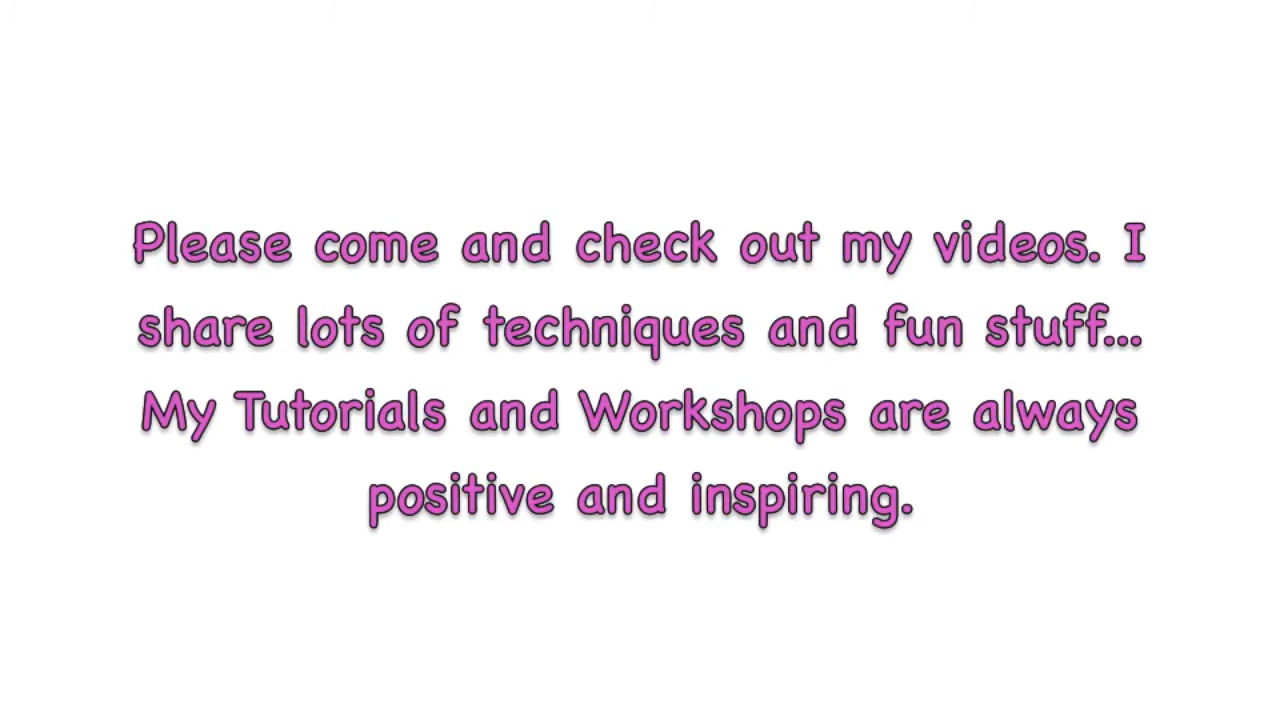 Please come and check out my videos. I
share lots of techniques and fun stuff...
My Tutorials and Workshops are always
positive and inspiring.